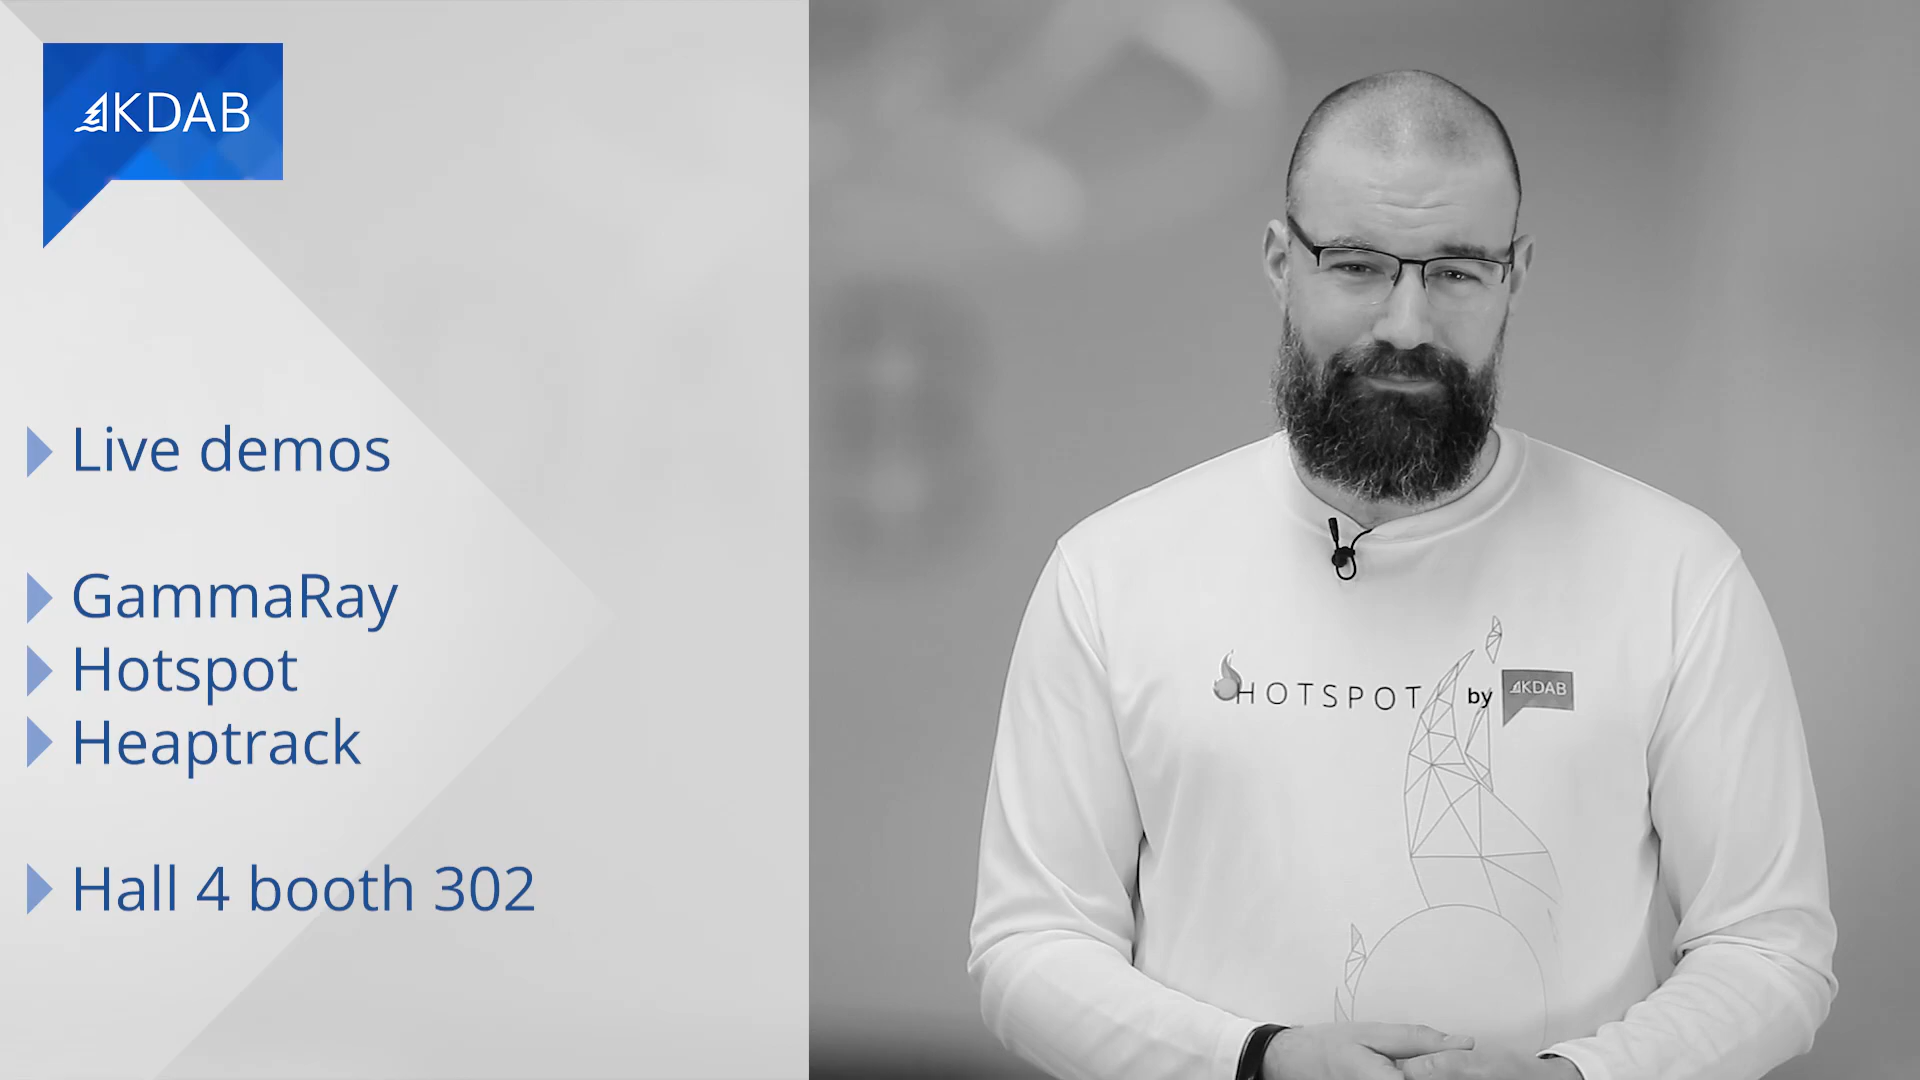 KDAB
Live demos
GammaRay
Hotspot
Heaptrack
Hall 4 booth 302
HOTSPOT by KDAB